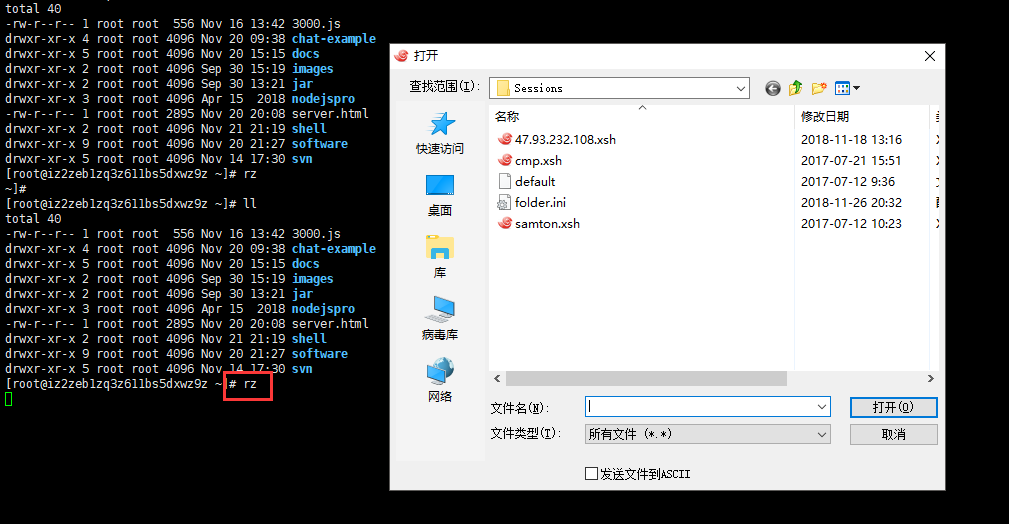 total 40
-rw-r--r-- 1 root root  556 Nov 16 13:42 3000.js
drwxr-xr-x 4 root root 4096 Nov 20 09:38 chat-example
drwxr-xr-x 5 root root 4096 Nov 20 15:15 docs
drwxr-xr-x 2 root root 4096 Sep 30 15:19 images
drwxr-xr-x 2 root root 4096 Sep 30 13:21 jar
drwxr-xr-x 3 root root 4096 Apr 15  2018 nodejspro
-rw-r--r-- 1 root root 2895 Nov 20 20:08 server.html
drwxr-xr-x 2 root root 4096 Nov 21 21:19 shell
drwxr-xr-x 9 root root 4096 Nov 20 21:27 software
drwxr-xr-x 5 root root 4096 Nov 14 17:30 svn
[root@iz2zeb1zq3z611bs5dxwz9z ~]# rz
~]#
[root@iz2zeb1zq3z611bs5dxwz9z ~]# ll
total 40
-rw-r--r-- 1 root root  556 Nov 16 13:42 3000.js
drwxr-xr-x 4 root root 4096 Nov 20 09:38 chat-example
drwxr-xr-x 5 root root 4096 Nov 20 15:15 docs
drwxr-xr-x 2 root root 4096 Sep 30 15:19 images
drwxr-xr-x 2 root root 4096 Sep 30 13:21 jar
drwxr-xr-x 3 root root 4096 Apr 15  2018 nodejspro
-rw-r--r-- 1 root root 2895 Nov 20 20:08 server.html
drwxr-xr-x 2 root root 4096 Nov 21 21:19 shell
drwxr-xr-x 9 root root 4096 Nov 20 21:27 software
drwxr-xr-x 5 root root 4096 Nov 14 17:30 svn
[root@iz2zeb1zq3z611bs5dxwz9z ~]# rz
打开
查找范围(I): Sessions
快速访问
桌面
库
病毒库
网络
名称 修改日期
47.93.232.108.xsh 2018-11-18 13:16
cmp.xsh 2017-07-21 15:51
default 2017-07-12 9:36
folder.ini 2018-11-26 20:32
samton.xsh 2017-07-12 10:23
文件名(N): 打开(O)
文件类型(T): 所有文件 (*.*) 取消
发送文件到ASCII